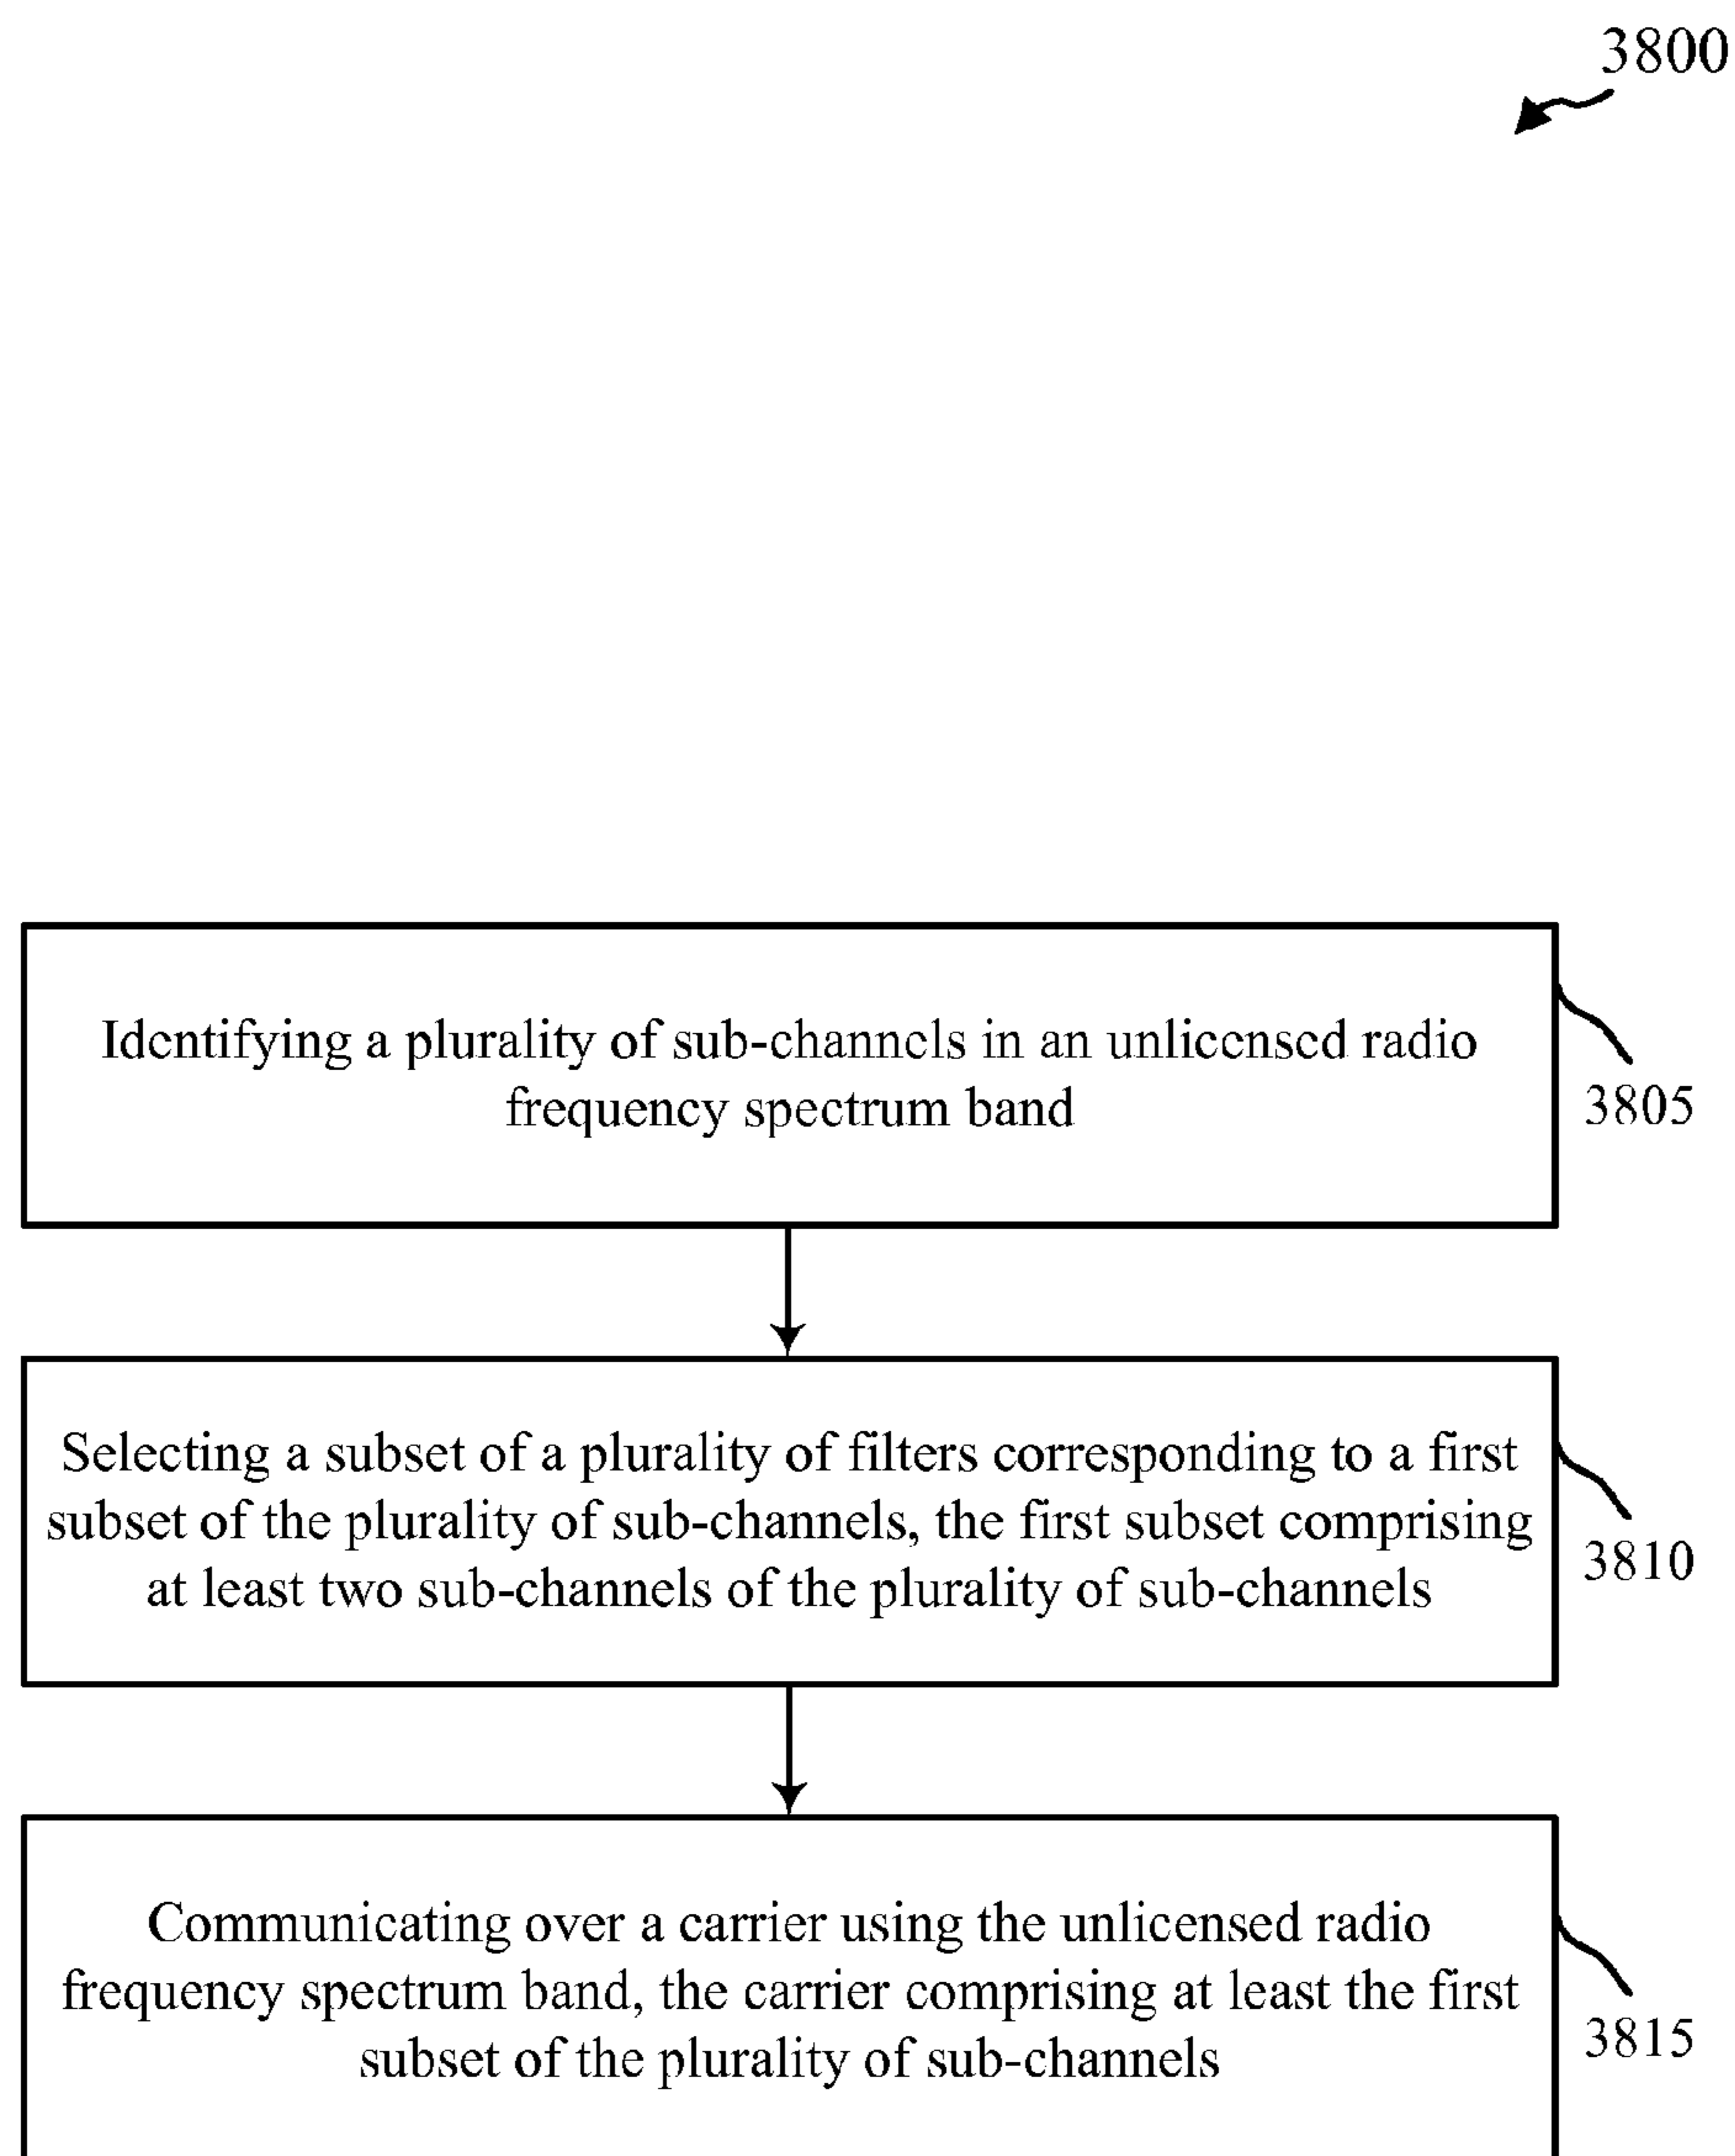 3800
Identifying a plurality of sub-channels in an unlicensed radio
frequency spectrum band
3805
Selecting a subset of a plurality of filters corresponding to a first
subset of the plurality of sub-channels, the first subset comprising
at least two sub-channels of the plurality of sub-channels
3810
Communicating over a carrier using the unlicensed radio
frequency spectrum band, the carrier comprising at least the first
subset of the plurality of sub-channels
3815